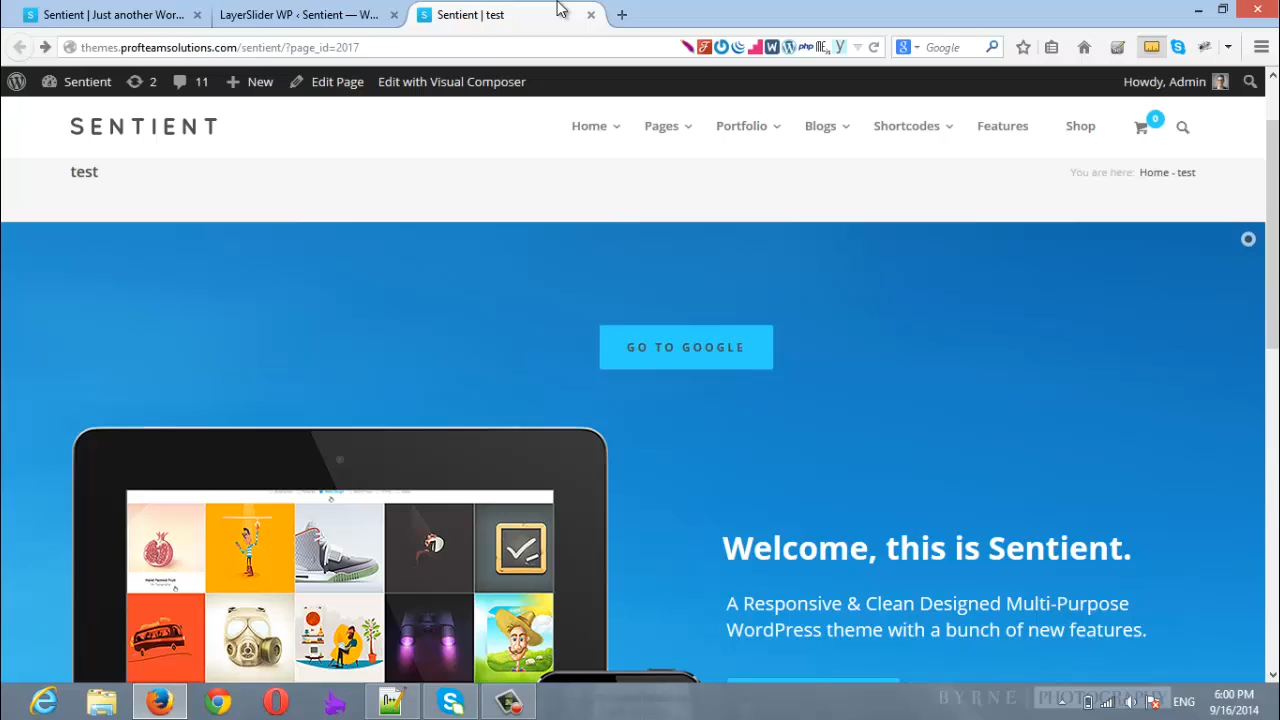 Sentient | Just another Wor...
LayerSlider WP ‹ Sentient — W...
Sentient | test
themes.profteamsolutions.com/sentient/?page_id=2017
Google
Sentient
2
11
New
Edit Page
Edit with Visual Composer
Howdy, Admin
SENTIENT
Home
Pages
Portfolio
Blogs
Shortcodes
Features
Shop
0
test
You are here: Home - test
GO TO GOOGLE
Welcome, this is Sentient.
A Responsive & Clean Designed Multi-Purpose
WordPress theme with a bunch of new features.
BYRNE PHOTOGRAPHY
ENG
6:00 PM
9/16/2014